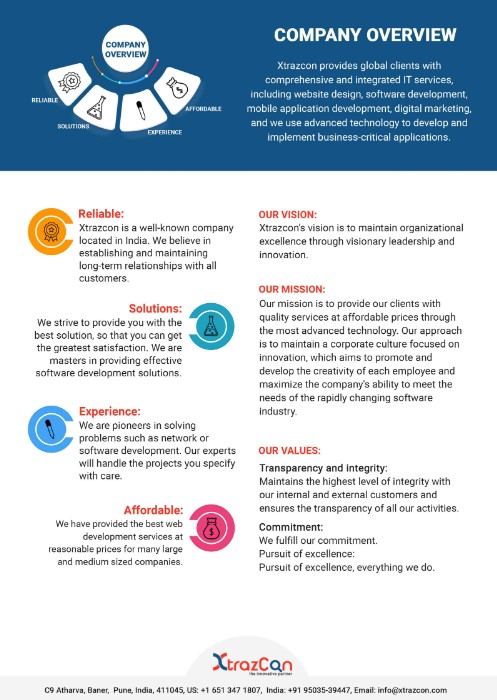 COMPANY
OVERVIEW
RELIABLE
SOLUTIONS
EXPERIENCE
AFFORDABLE
COMPANY OVERVIEW
Xtrazcon provides global clients with
comprehensive and integrated IT services,
including website design, software development,
mobile application development, digital marketing,
and we use advanced technology to develop and
implement business-critical applications.
Reliable:
Xtrazcon is a well-known company
located in India. We believe in
establishing and maintaining
long-term relationships with all
customers.
Solutions:
We strive to provide you with the
best solution, so that you can get
the greatest satisfaction. We are
masters in providing effective
software development solutions.
Experience:
We are pioneers in solving
problems such as network or
software development. Our experts
will handle the projects you specify
with care.
Affordable:
We have provided the best web
development services at
reasonable prices for many large
and medium sized companies.
OUR VISION:
Xtrazcon's vision is to maintain organizational
excellence through visionary leadership and
innovation.
OUR MISSION:
Our mission is to provide our clients with
quality services at affordable prices through
the most advanced technology. Our approach
is to maintain a corporate culture focused on
innovation, which aims to promote and
develop the creativity of each employee and
maximize the company's ability to meet the
needs of the rapidly changing software
industry.
OUR VALUES:
Transparency and integrity:
Maintains the highest level of integrity with
our internal and external customers and
ensures the transparency of all our activities.
Commitment:
We fulfill our commitment.
Pursuit of excellence:
Pursuit of excellence, everything we do.
XtrazCon
the innovative partner
C9 Atharva, Baner, Pune, India, 411045, US: +1 651 347 1807, India: +91 95035-39447, Email: info@xtrazcon.com